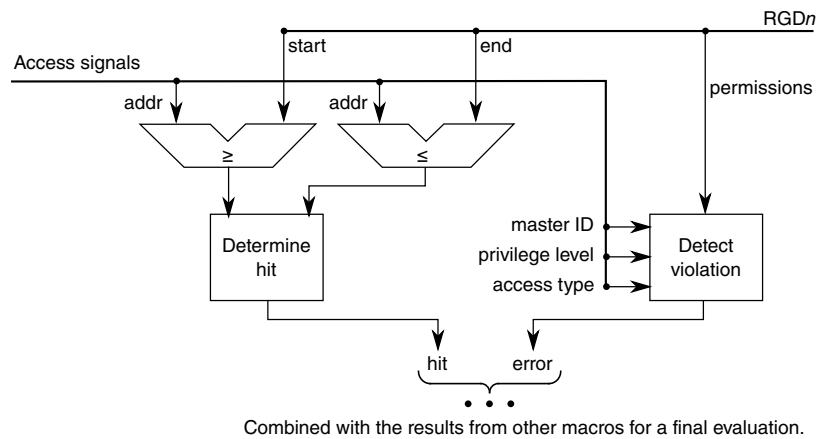 RGDn
start
end
Access signals
addr
addr
permissions
≥
≤
master ID
privilege level
access type
Determine
hit
Detect
violation
hit
error
Combined with the results from other macros for a final evaluation.